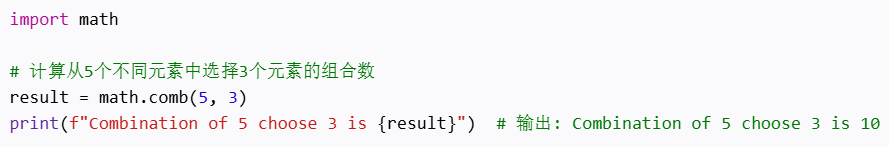 import math
# 计算从5个不同元素中选择3个元素的组合数
result = math.comb(5, 3)
print(f"Combination of 5 choose 3 is {result}")  # 输出: Combination of 5 choose 3 is 10